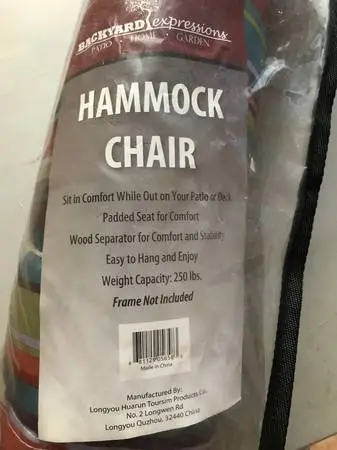 BACKYARD expressions
PATIO · HOME · GARDEN
HAMMOCK
CHAIR
Sit in Comfort While Out on Your Patio or Deck
Padded Seat for Comfort
Wood Separator for Comfort and Stability
Easy to Hang and Enjoy
Weight Capacity: 250 lbs.
Frame Not Included
Made in China
Manufactured By:
Longyou Huarun Toursim Products Co.
No. 2 Longwen Rd
Longyou Quzhou, 32440 China